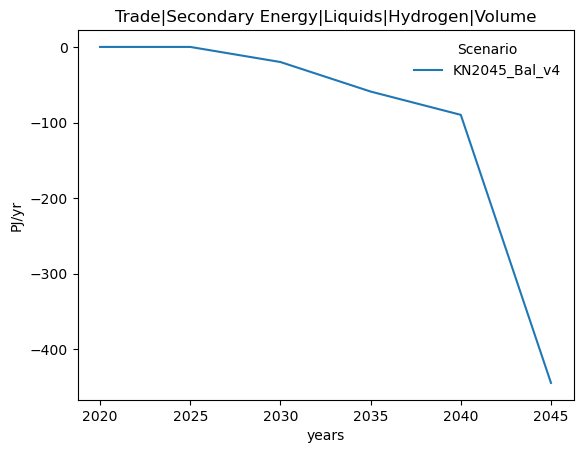 Trade|Secondary Energy|Liquids|Hydrogen|Volume
Scenario
KN2045_Bal_v4
0
−100
−200
−300
−400
PJ/yr
2020 2025 2030 2035 2040 2045
years